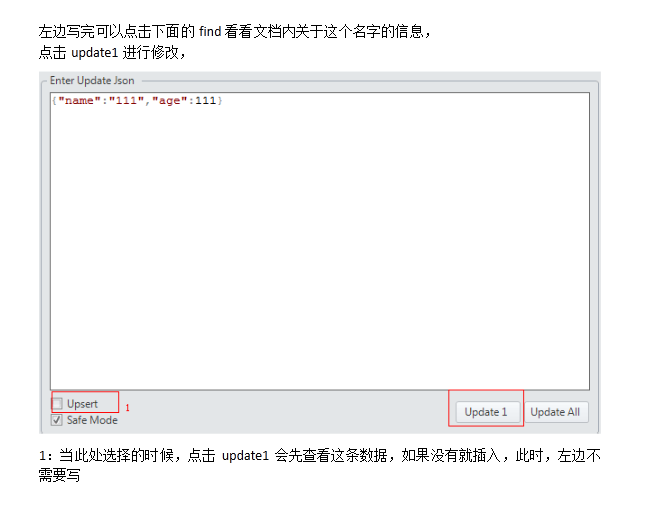 左边写完可以点击下面的 find 看看文档内关于这个名字的信息，
点击 update1 进行修改，
Enter Update Json
{"name":"111","age":111}
Upsert
1
Safe Mode
Update 1
Update All
1：当此处选择的时候，点击 update1 会先查看这条数据，如果没有就插入，此时，左边不
需要写